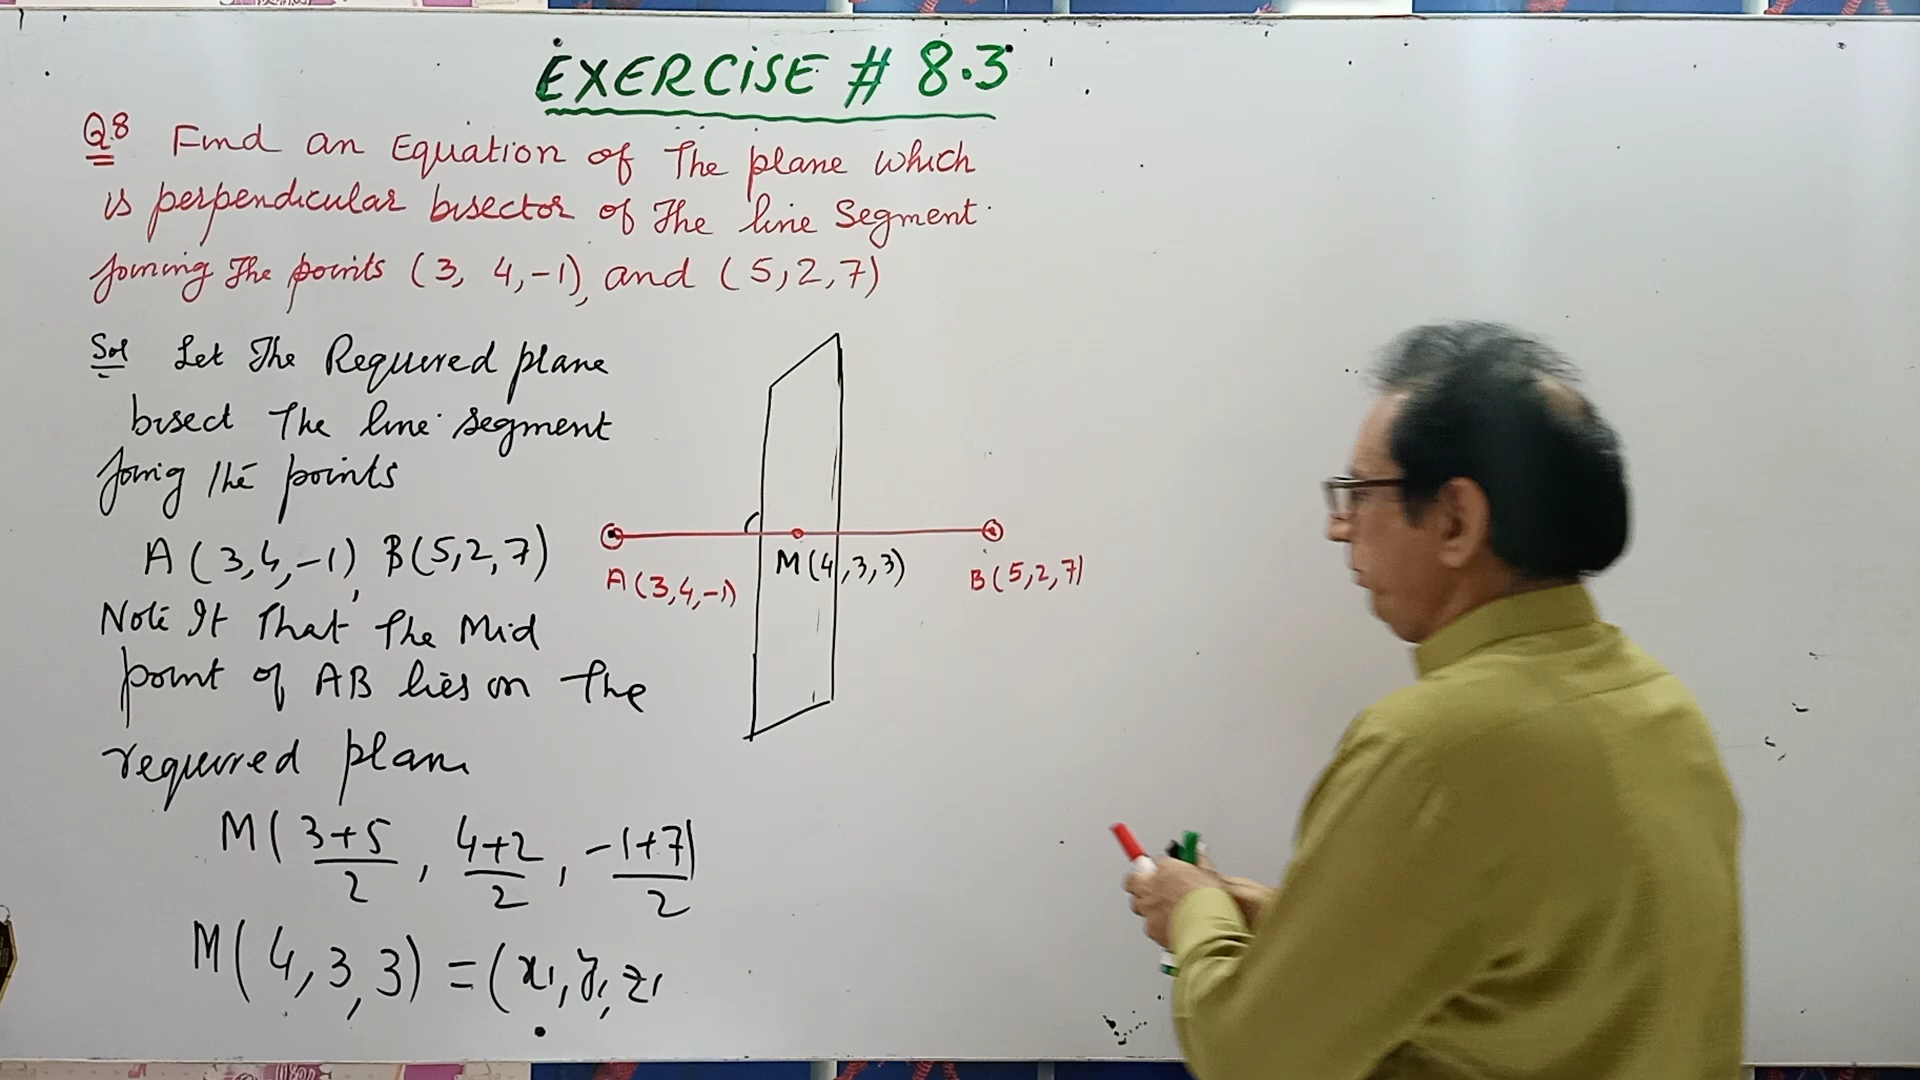 EXERCISE # 8.3
Q.8 Find an Equation of The plane which
is perpendicular bisector of The line Segment
joining The points (3, 4,-1), and (5,2,7)
Sol Let The Required plane
bisect The line segment
joing the points
A(3,4,-1), B(5,2,7)
Note It That The Mid
point of AB lies on The
required plane
M(3+5/2, 4+2/2, -1+7/2)
M(4,3,3) = (x₁, y₁, z₁
A(3,4,-1)
M(4,3,3)
B(5,2,7)